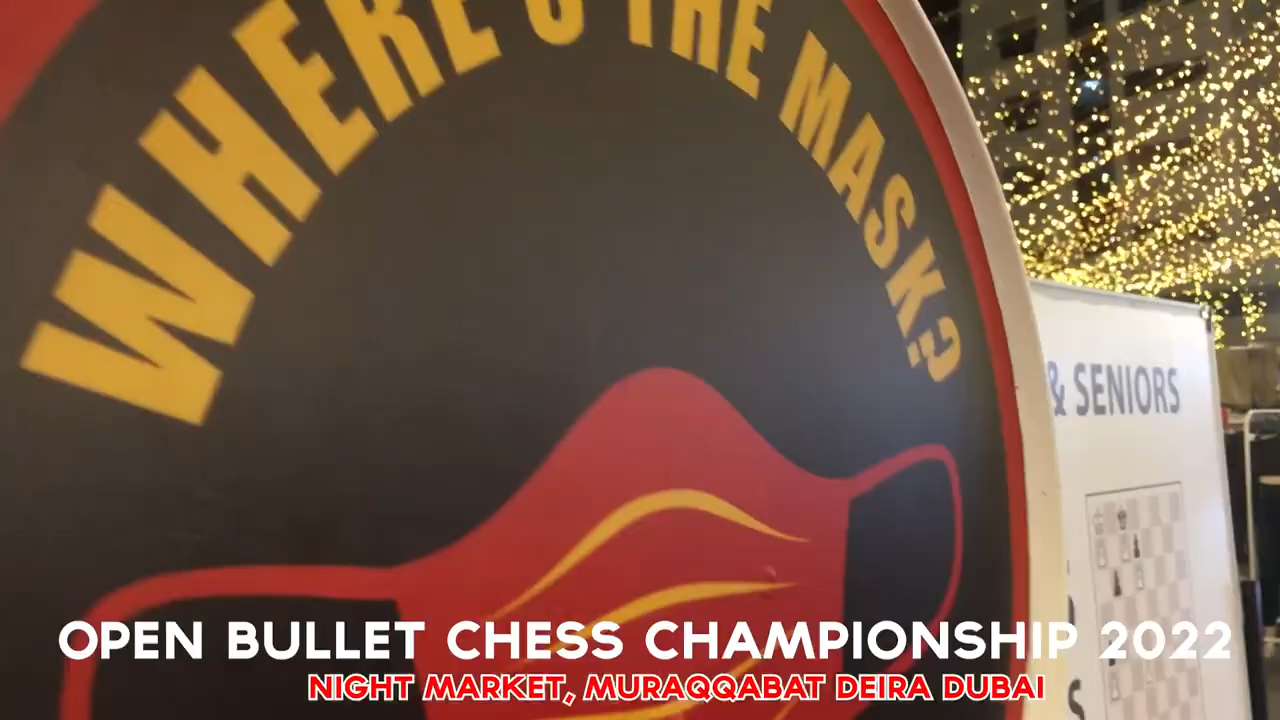 WHERE'S THE MASK?
& SENIORS
OPEN BULLET CHESS CHAMPIONSHIP 2022
NIGHT MARKET, MURAQQABAT DEIRA DUBAI